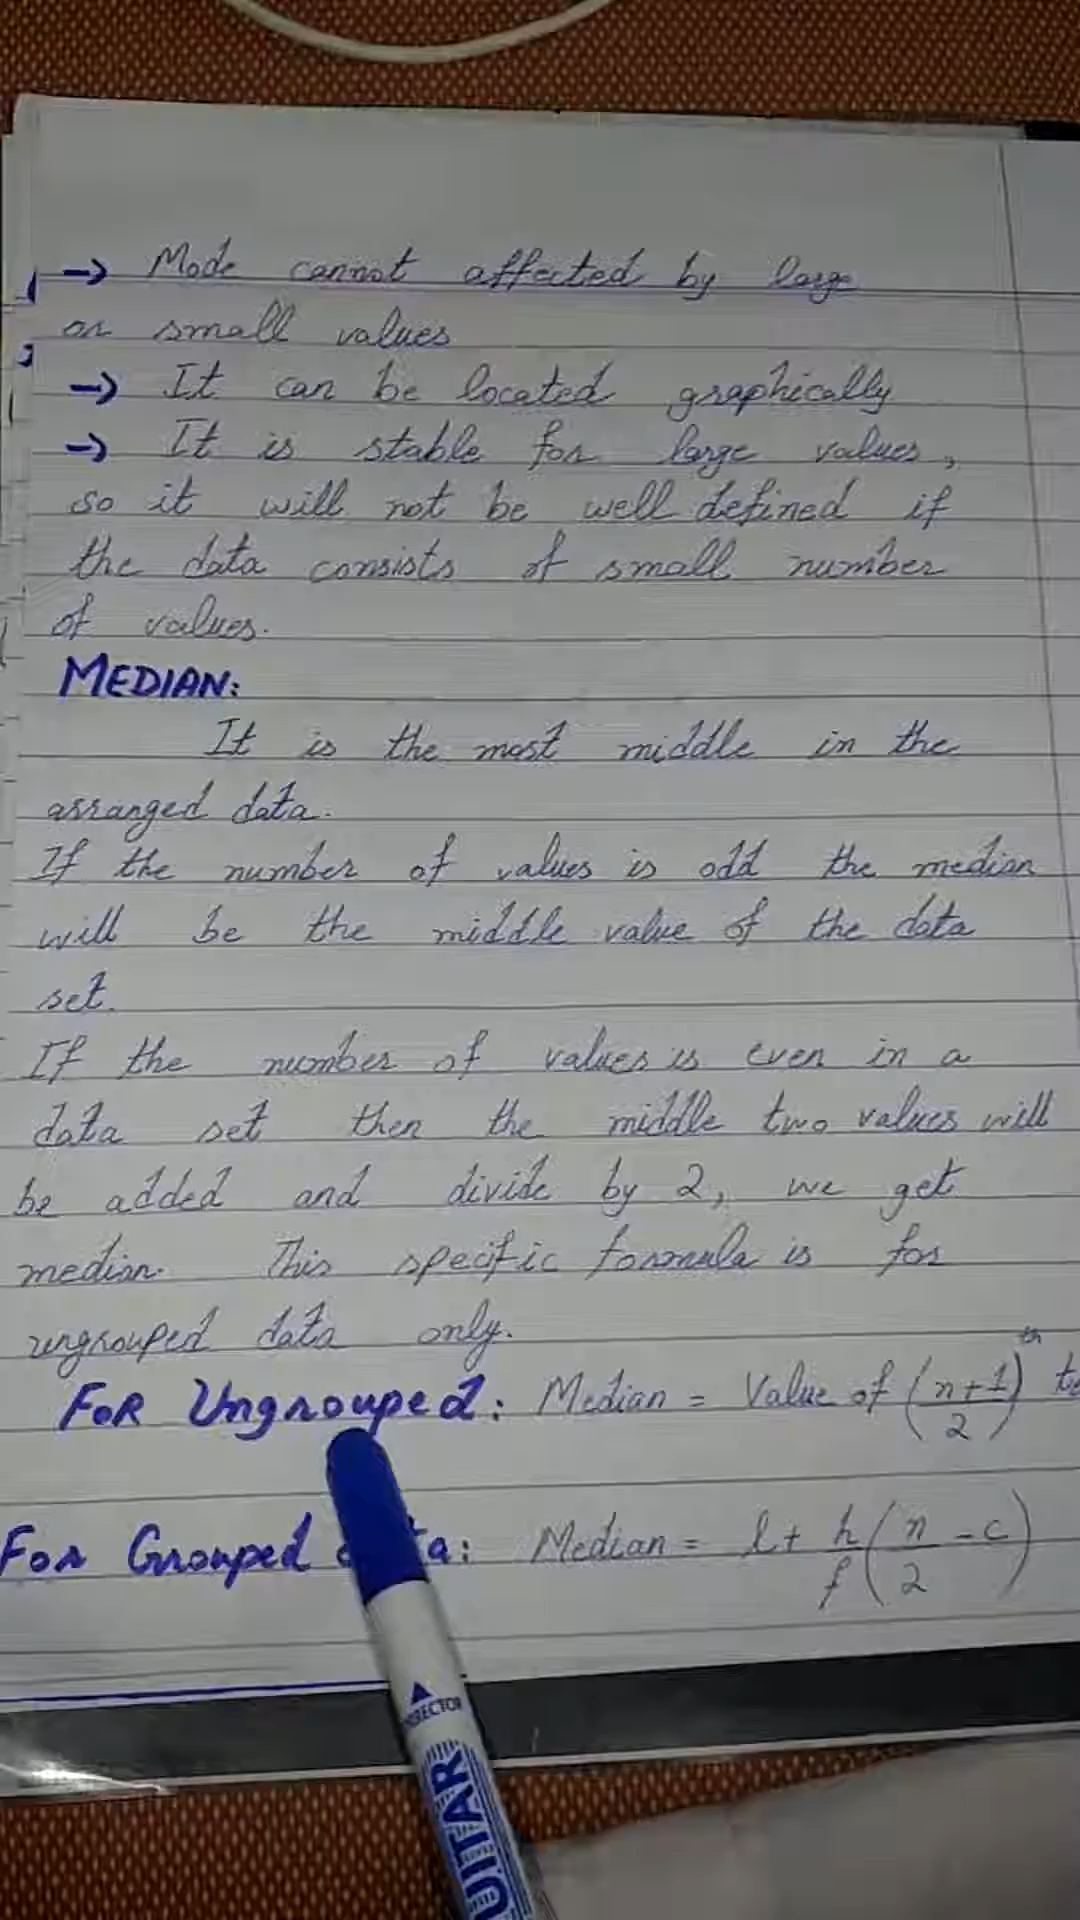 → Mode cannot affected by large
or small values
→ It can be located graphically
→ It is stable for large values,
so it will not be well defined if
the data consists of small number
of values.
MEDIAN:
It is the most middle in the
arranged data.
If the number of values is odd the median
will be the middle value of the data
set.
If the number of values is even in a
data set then the middle two values will
be added and divide by 2, we get
median. This specific formula is for
ungrouped data only.
FOR Ungrouped: Median = Value of (n+1/2)th
For Grouped ta: Median = l + h/f (n/2 - c)
UITAR